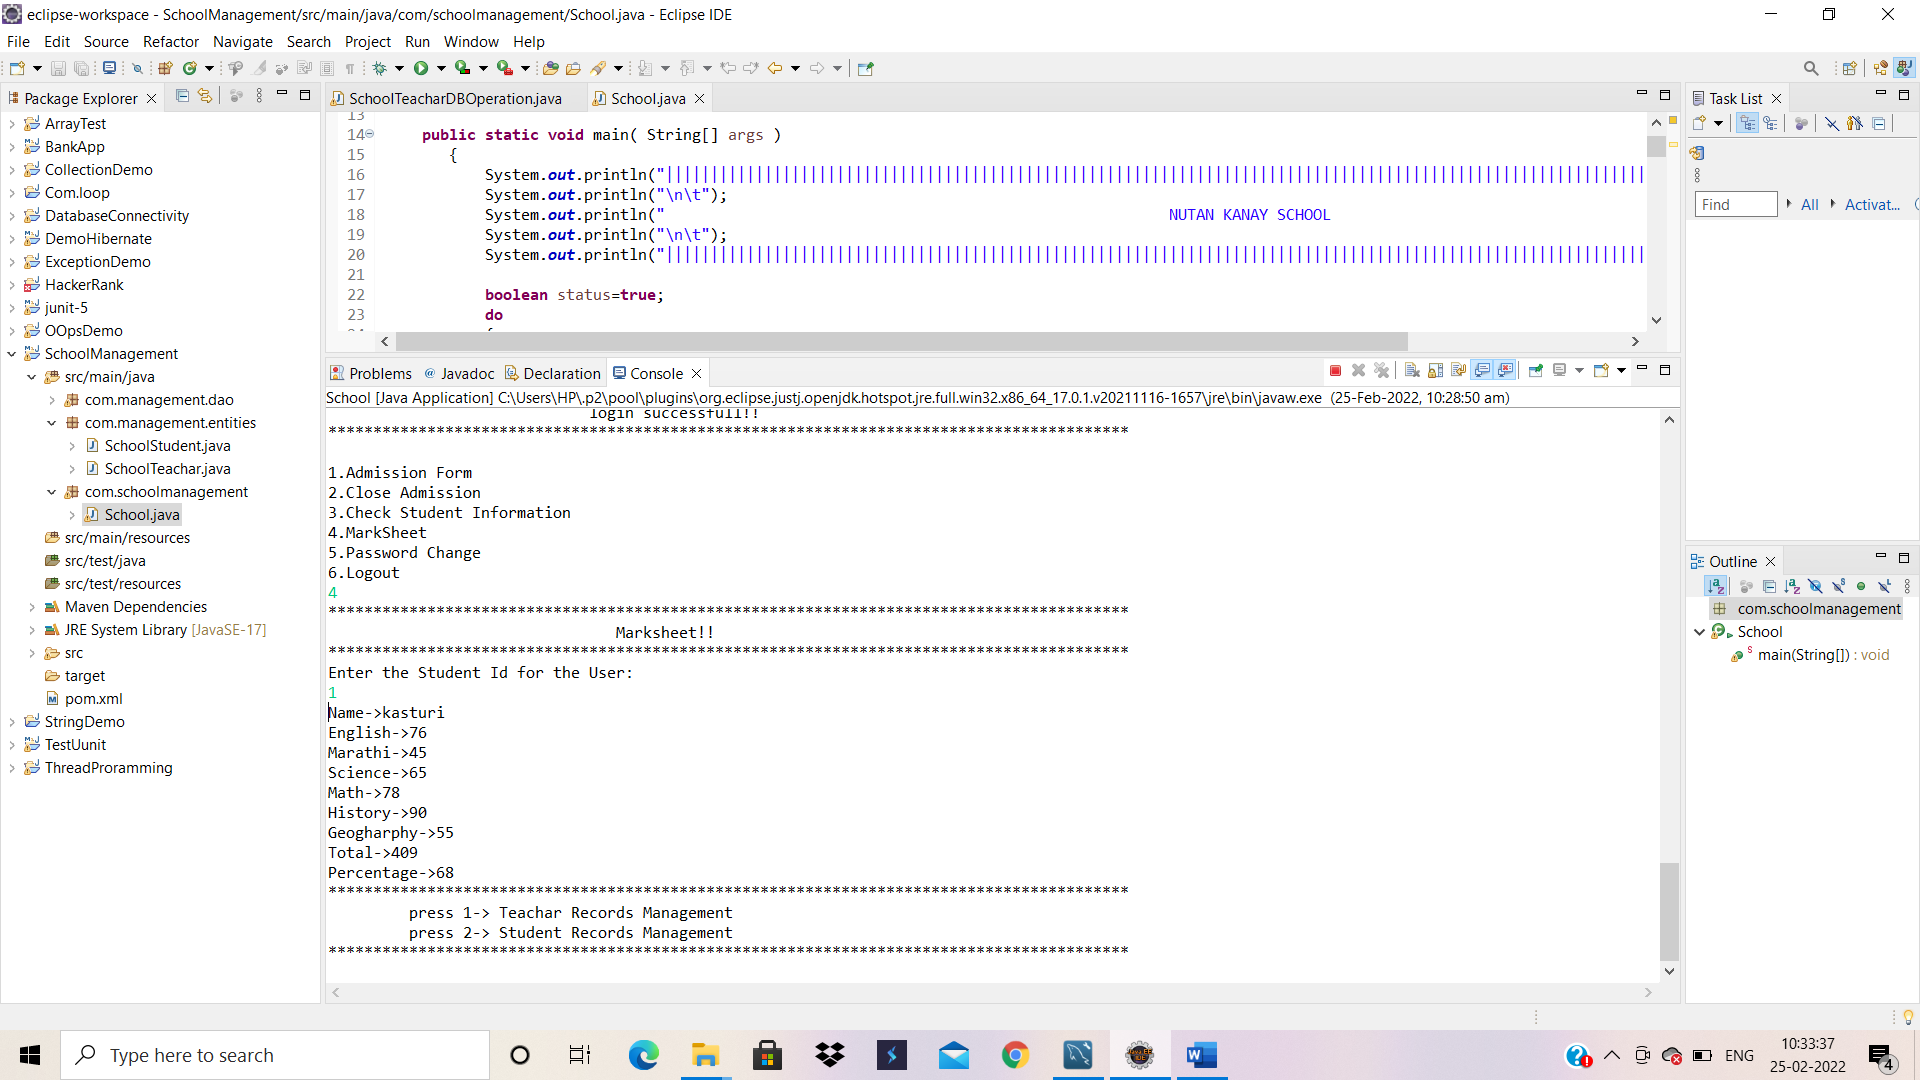 eclipse-workspace - SchoolManagement/src/main/java/com/schoolmanagement/School.java - Eclipse IDE
File Edit Source Refactor Navigate Search Project Run Window Help
Package Explorer
ArrayTest
BankApp
CollectionDemo
Com.loop
DatabaseConnectivity
DemoHibernate
ExceptionDemo
HackerRank
junit-5
OOpsDemo
SchoolManagement
src/main/java
com.management.dao
com.management.entities
SchoolStudent.java
SchoolTeachar.java
com.schoolmanagement
School.java
src/main/resources
src/test/java
src/test/resources
Maven Dependencies
JRE System Library [JavaSE-17]
src
target
pom.xml
StringDemo
TestUunit
ThreadProramming
SchoolTeacharDBOperation.java School.java
13
14 public static void main( String[] args )
15 {
16 System.out.println("||||||||||||||||||||||||||||||||||||||||||||||||||||||||||||||||||||||||||||||||||||||||||||||||||||||||||||
17 System.out.println("\n\t");
18 System.out.println(" NUTAN KANAY SCHOOL
19 System.out.println("\n\t");
20 System.out.println("||||||||||||||||||||||||||||||||||||||||||||||||||||||||||||||||||||||||||||||||||||||||||||||||||||||||||||
21
22 boolean status=true;
23 do
Problems Javadoc Declaration Console
School [Java Application] C:\Users\HP\.p2\pool\plugins\org.eclipse.justj.openjdk.hotspot.jre.full.win32.x86_64_17.0.1.v20211116-1657\jre\bin\javaw.exe (25-Feb-2022, 10:28:50 am)
login successfull!!
*****************************************************************************************
1.Admission Form
2.Close Admission
3.Check Student Information
4.MarkSheet
5.Password Change
6.Logout
4
*****************************************************************************************
Marksheet!!
*****************************************************************************************
Enter the Student Id for the User:
1
Name->kasturi
English->76
Marathi->45
Science->65
Math->78
History->90
Geogharphy->55
Total->409
Percentage->68
*****************************************************************************************
press 1-> Teachar Records Management
press 2-> Student Records Management
*****************************************************************************************
Task List
Find All Activat...
Outline
com.schoolmanagement
School
main(String[]) : void
Type here to search
ENG
10:33:37
25-02-2022
4